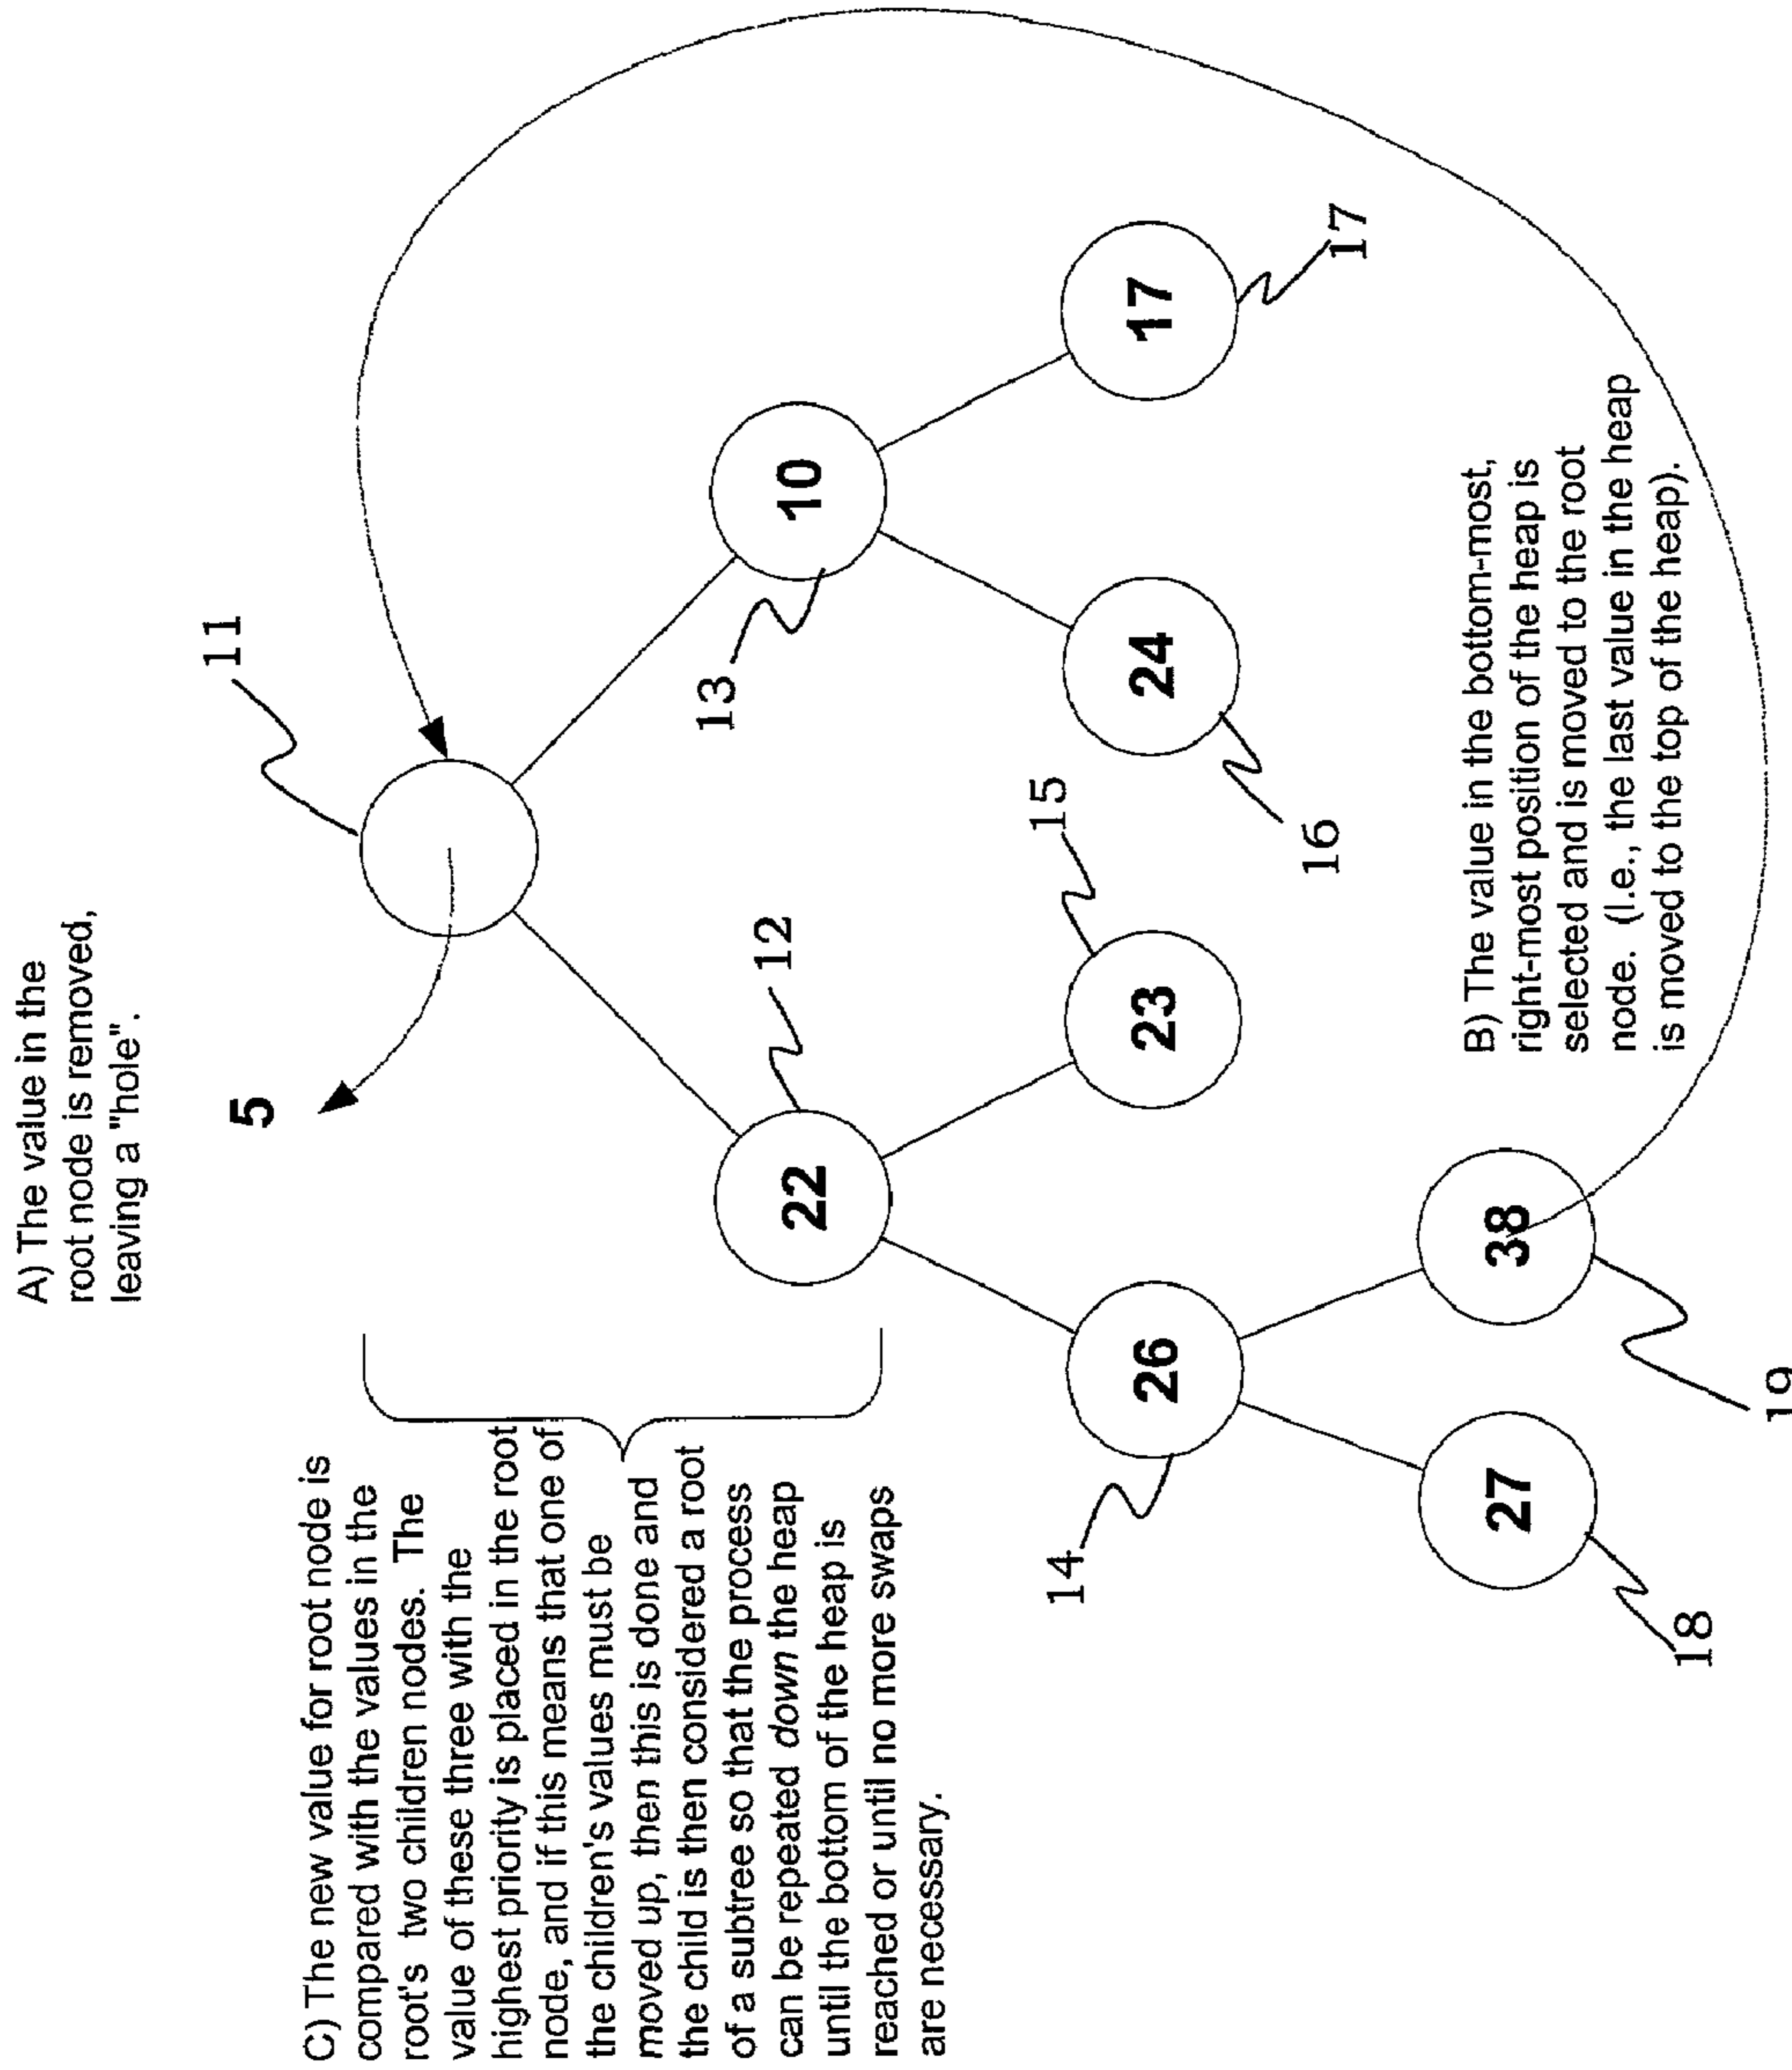 A) The value in the
root node is removed,
leaving a "hole".
5
11
C) The new value for root node is
compared with the values in the
root's two children nodes. The
value of these three with the
highest priority is placed in the root
node, and if this means that one of
the children's values must be
moved up, then this is done and
the child is then considered a root
of a subtree so that the process
can be repeated down the heap
until the bottom of the heap is
reached or until no more swaps
are necessary.
22
12
10
13
26
14
23
15
24
16
17
17
27
18
38
19
B) The value in the bottom-most,
right-most position of the heap is
selected and is moved to the root
node. (I.e., the last value in the heap
is moved to the top of the heap).